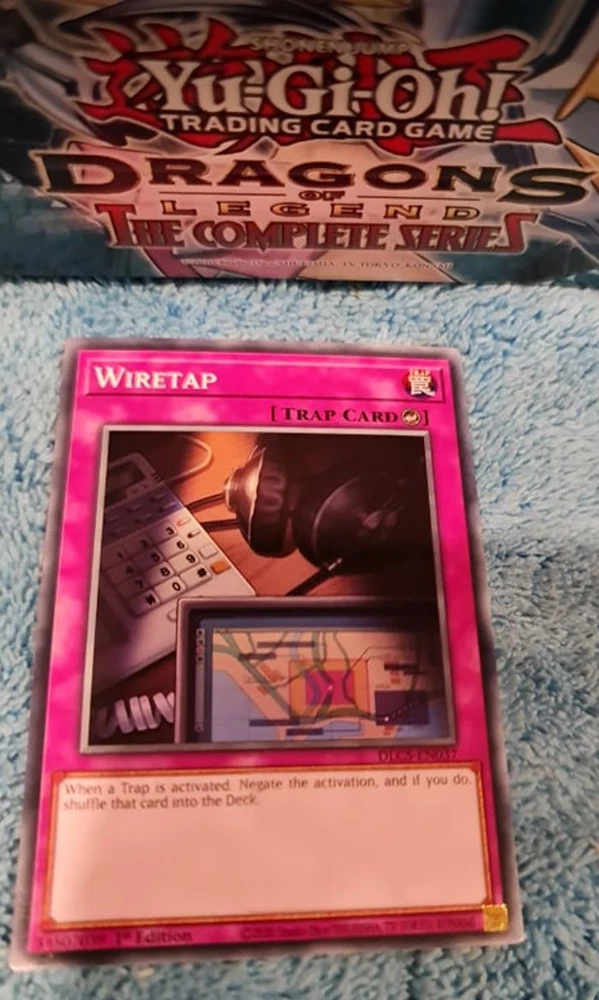 SHONEN JUMP
Yu-Gi-Oh!
TRADING CARD GAME
DRAGONS
OF
LEGEND
THE COMPLETE SERIES
WIRETAP
TRAP
罠
[TRAP CARD]
DLCS-EN037
When a Trap is activated: Negate the activation, and if you do,
shuffle that card into the Deck.
1st Edition